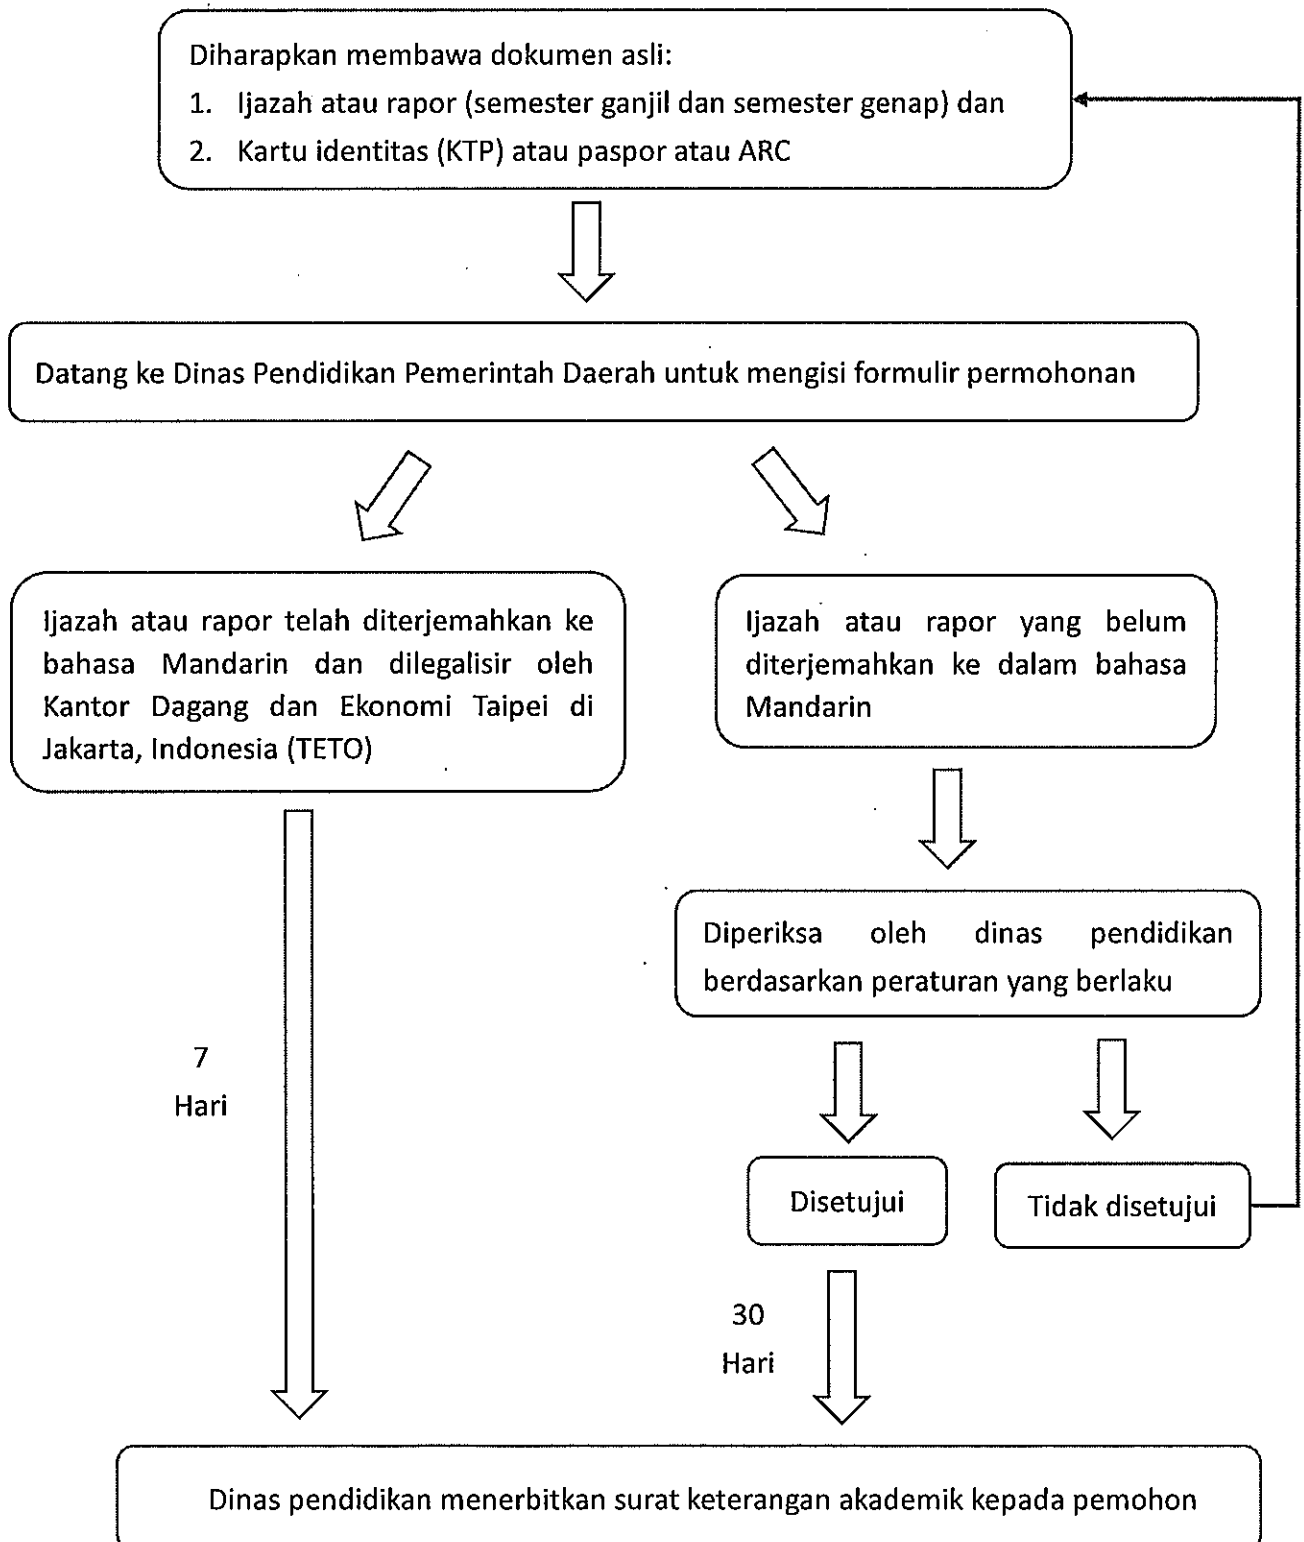 Diharapkan membawa dokumen asli:
1. Ijazah atau rapor (semester ganjil dan semester genap) dan
2. Kartu identitas (KTP) atau paspor atau ARC
Datang ke Dinas Pendidikan Pemerintah Daerah untuk mengisi formulir permohonan
Ijazah atau rapor telah diterjemahkan ke
bahasa Mandarin dan dilegalisir oleh
Kantor Dagang dan Ekonomi Taipei di
Jakarta, Indonesia (TETO)
Ijazah atau rapor yang belum
diterjemahkan ke dalam bahasa
Mandarin
Diperiksa oleh dinas pendidikan
berdasarkan peraturan yang berlaku
7
Hari
Disetujui
Tidak disetujui
30
Hari
Dinas pendidikan menerbitkan surat keterangan akademik kepada pemohon